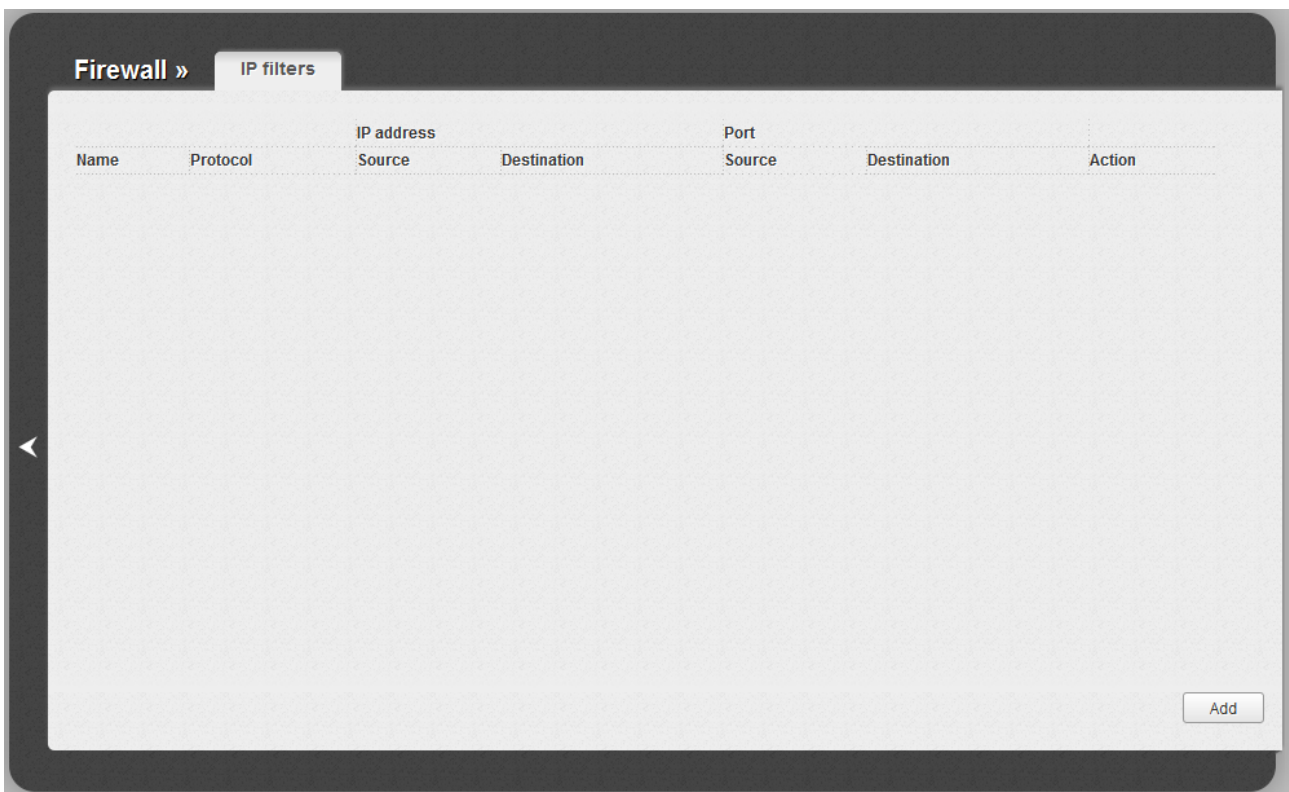 Firewall » IP filters
IP address Port
Name Protocol Source Destination Source Destination Action
Add